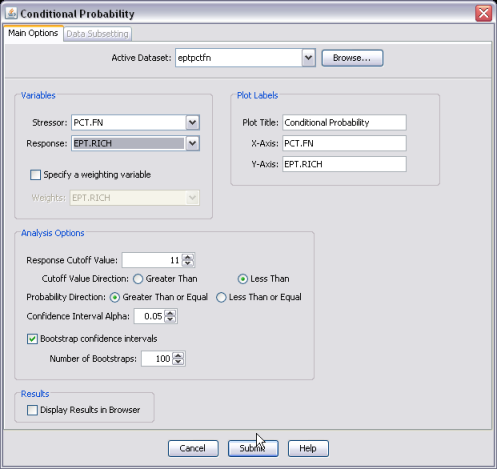 Conditional Probability
Main Options Data Subsetting
Active Dataset: eptpctfn Browse...
Variables
Stressor: PCT.FN
Response: EPT.RICH
Specify a weighting variable
Weights: EPT.RICH
Plot Labels
Plot Title: Conditional Probability
X-Axis: PCT.FN
Y-Axis: EPT.RICH
Analysis Options
Response Cutoff Value: 11
Cutoff Value Direction: Greater Than Less Than
Probability Direction: Greater Than or Equal Less Than or Equal
Confidence Interval Alpha: 0.05
Bootstrap confidence intervals
Number of Bootstraps: 100
Results
Display Results in Browser
Cancel Submit Help